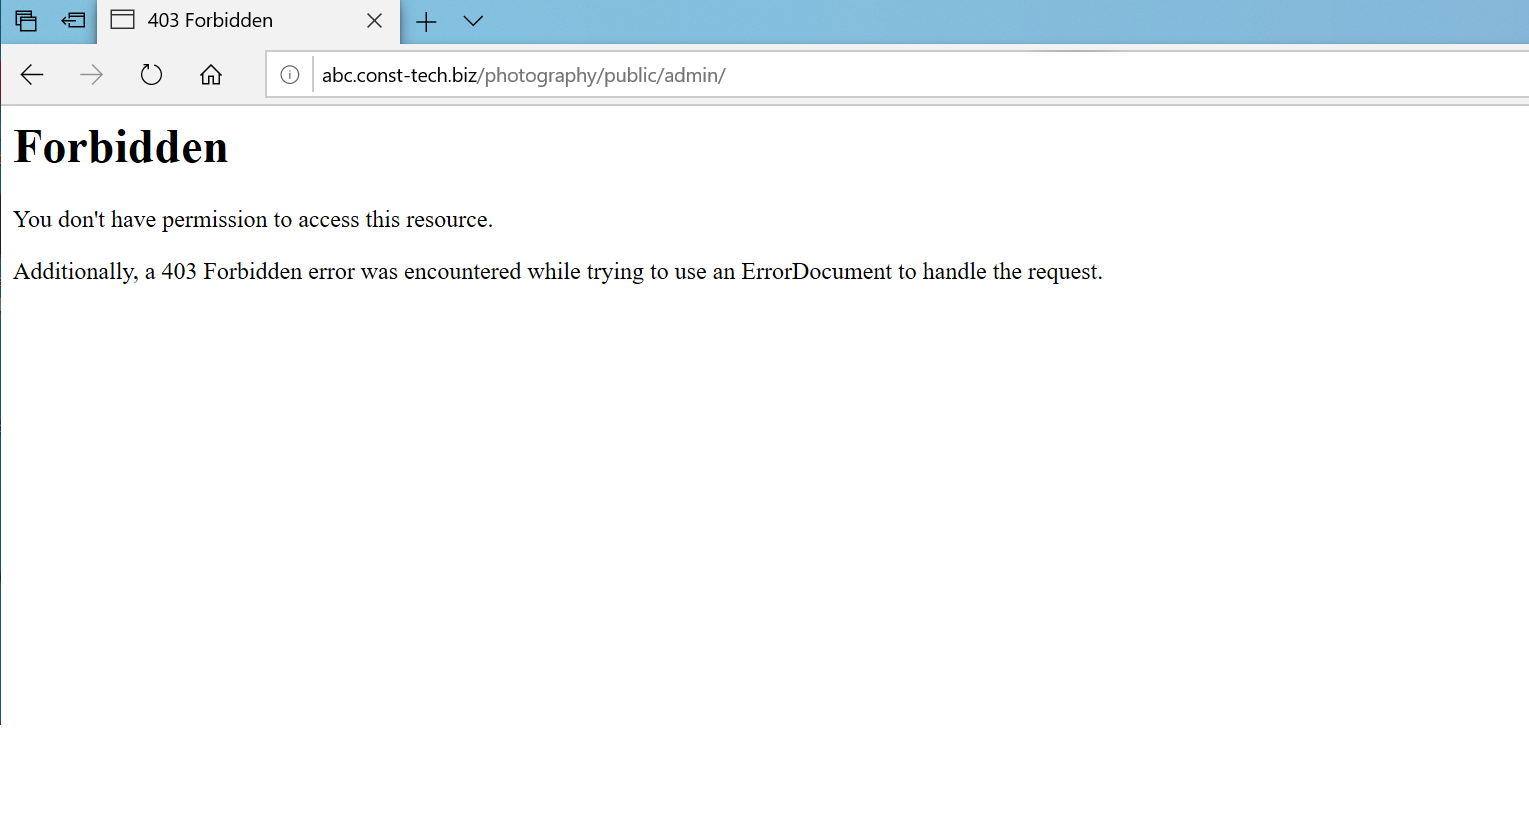 403 Forbidden
abc.const-tech.biz/photography/public/admin/
Forbidden
You don't have permission to access this resource.
Additionally, a 403 Forbidden error was encountered while trying to use an ErrorDocument to handle the request.